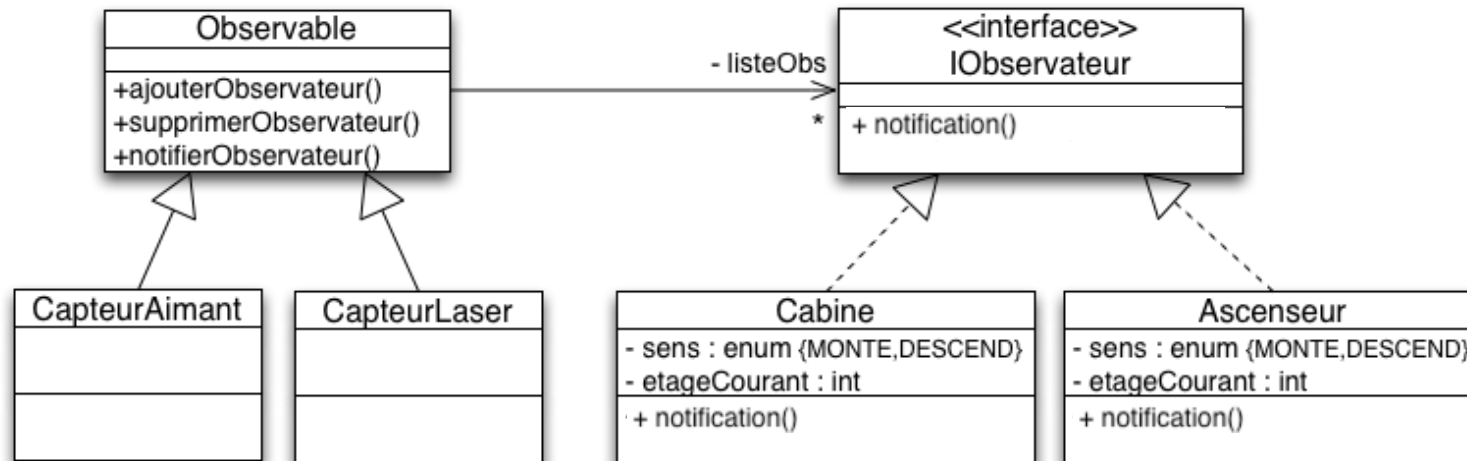 Observable
+ajouterObservateur()
+supprimerObservateur()
+notifierObservateur()
- listeObs
*
<<interface>>
IObservateur
+ notification()
CapteurAimant
CapteurLaser
Cabine
- sens : enum {MONTE,DESCEND}
- etageCourant : int
+ notification()
Ascenseur
- sens : enum {MONTE,DESCEND}
- etageCourant : int
+ notification()